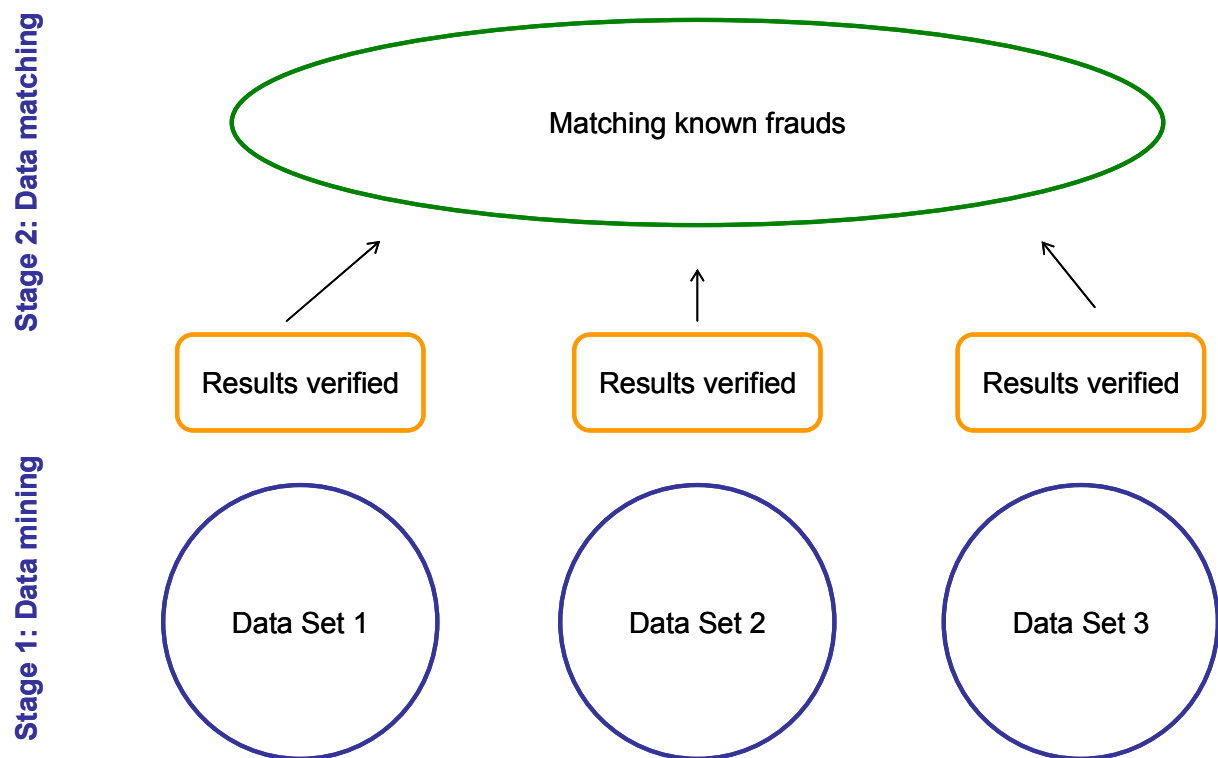 Stage 2: Data matching
Matching known frauds
Results verified
Results verified
Results verified
Stage 1: Data mining
Data Set 1
Data Set 2
Data Set 3